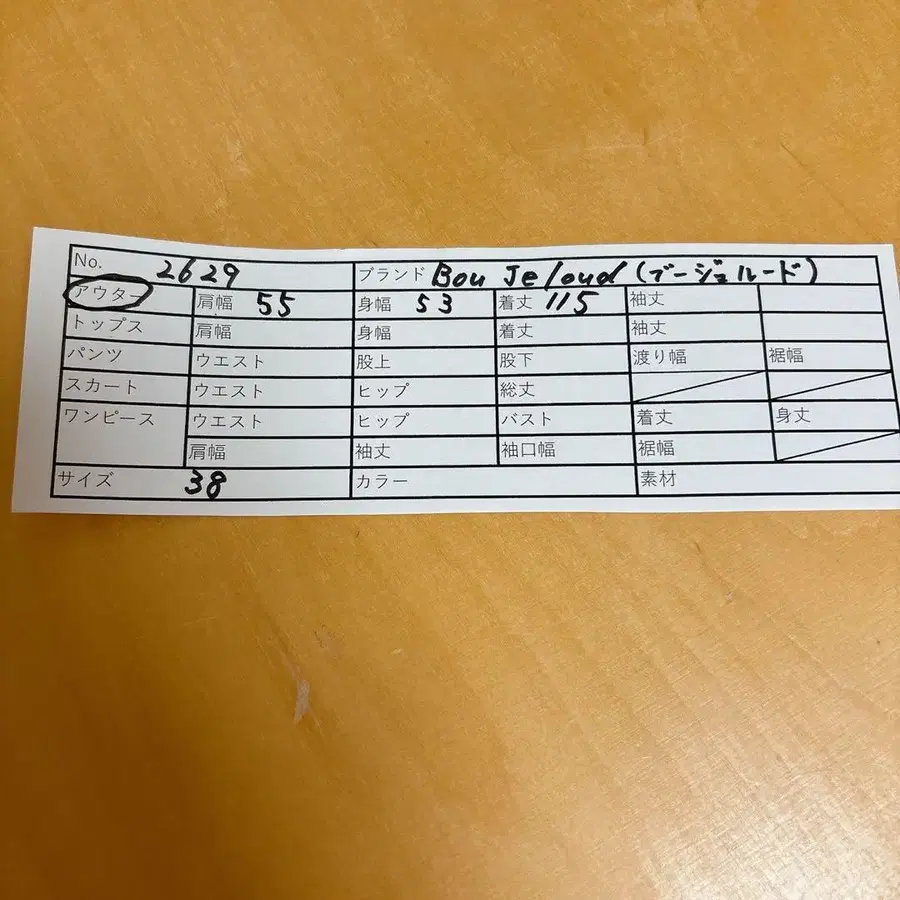 No. 2629 ブランド Bou Jeloud (ブージュルード)
アウター 肩幅 55 身幅 53 着丈 115 袖丈
トップス 肩幅 身幅 着丈 袖丈
パンツ ウエスト 股上 股下 渡り幅 裾幅
スカート ウエスト ヒップ 総丈
ワンピース ウエスト ヒップ バスト 着丈 身丈
肩幅 袖丈 袖口幅 裾幅
サイズ 38 カラー 素材